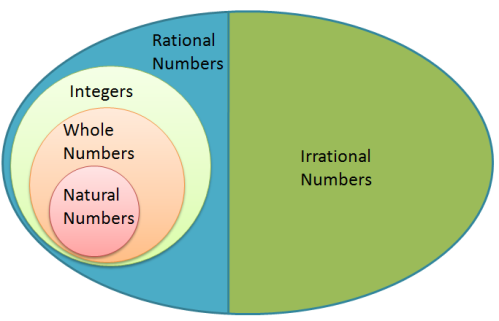 Rational
Numbers
Integers
Whole
Numbers
Natural
Numbers
Irrational
Numbers